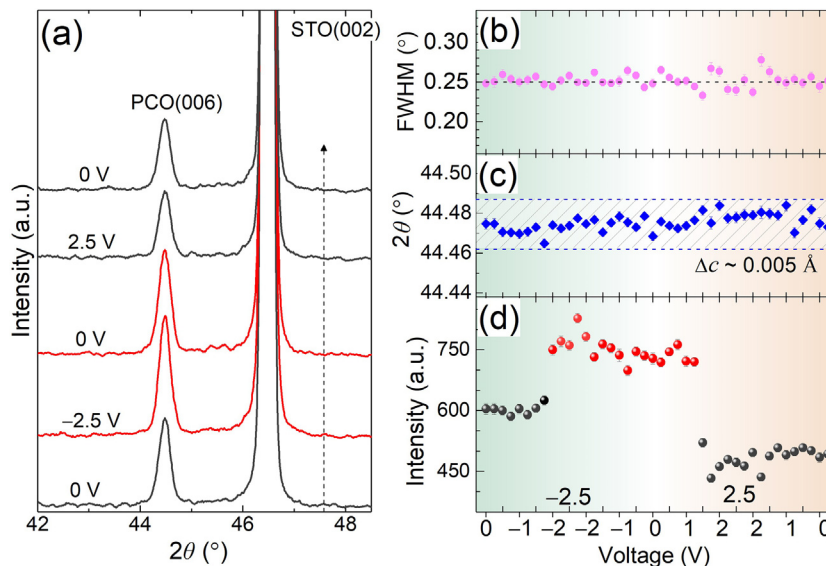 (a)
STO(002)
PCO(006)
0 V
2.5 V
0 V
−2.5 V
0 V
Intensity (a.u.)
42 44 46 48
2θ (°)
(b)
0.30
0.25
0.20
FWHM (°)
(c)
44.50
44.48
44.46
44.44
2θ (°)
Δc ~ 0.005 Å
(d)
750
600
450
Intensity (a.u.)
−2.5 2.5
0 −1 −2 −2 −1 0 1 2 2 1 0
Voltage (V)